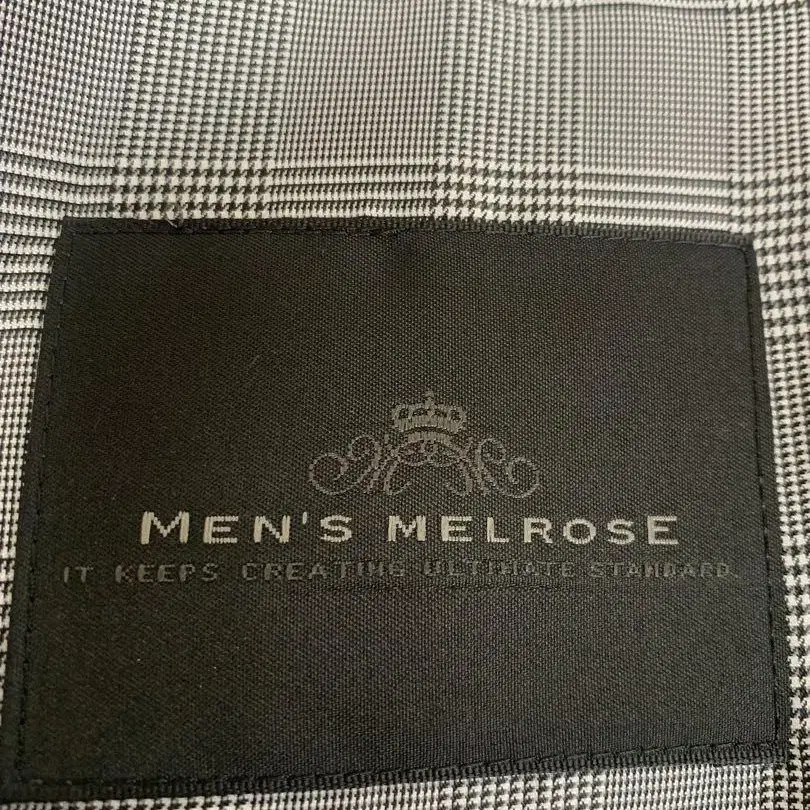 MEN'S MELROSE
IT KEEPS CREATING ULTIMATE STANDARD.